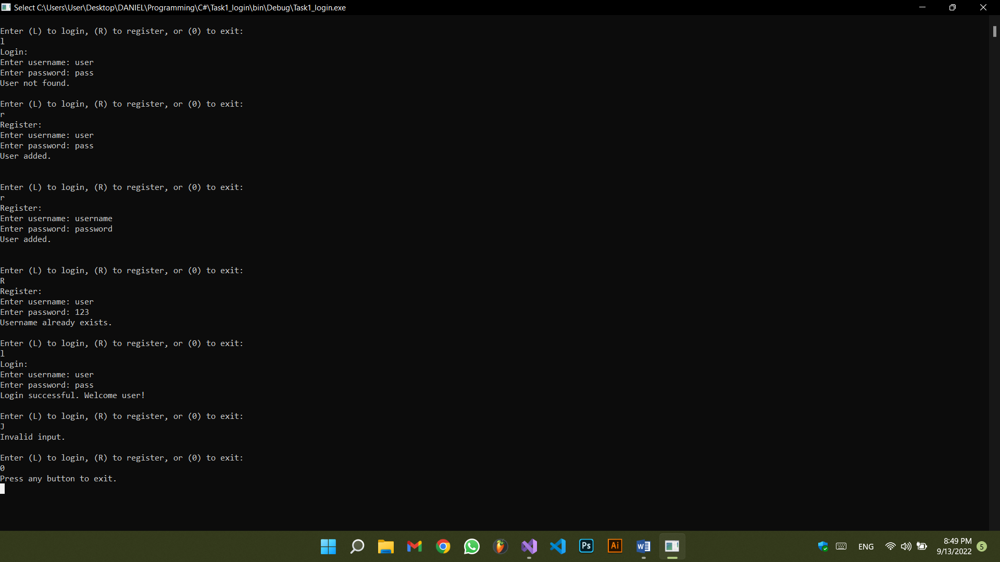 Select C:\Users\User\Desktop\DANIEL\Programming\C#\Task1_login\bin\Debug\Task1_login.exe
Enter (L) to login, (R) to register, or (0) to exit:
l
Login:
Enter username: user
Enter password: pass
User not found.
Enter (L) to login, (R) to register, or (0) to exit:
r
Register:
Enter username: user
Enter password: pass
User added.
Enter (L) to login, (R) to register, or (0) to exit:
r
Register:
Enter username: username
Enter password: password
User added.
Enter (L) to login, (R) to register, or (0) to exit:
R
Register:
Enter username: user
Enter password: 123
Username already exists.
Enter (L) to login, (R) to register, or (0) to exit:
l
Login:
Enter username: user
Enter password: pass
Login successful. Welcome user!
Enter (L) to login, (R) to register, or (0) to exit:
J
Invalid input.
Enter (L) to login, (R) to register, or (0) to exit:
0
Press any button to exit.
Ps
Ai
W
ENG
8:49 PM
9/13/2022
5